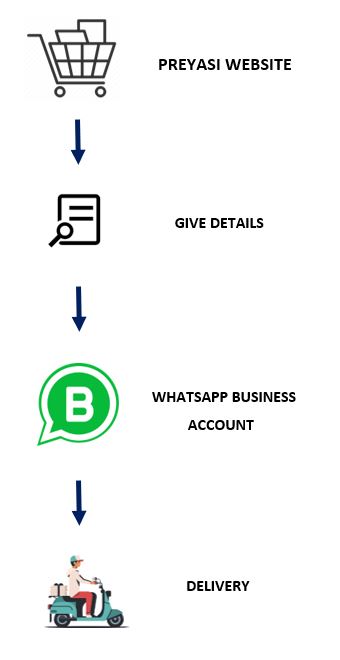 PREYASI WEBSITE
GIVE DETAILS
B
WHATSAPP BUSINESS
ACCOUNT
DELIVERY